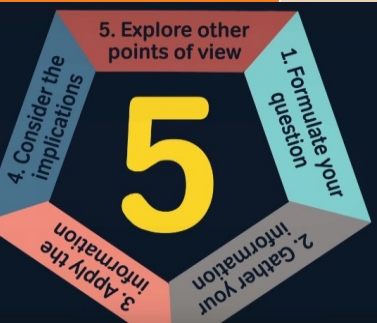 5. Explore other
points of view
1. Formulate your
question
2. Gather your
information
3. Apply the
information
4. Consider the
implications
5